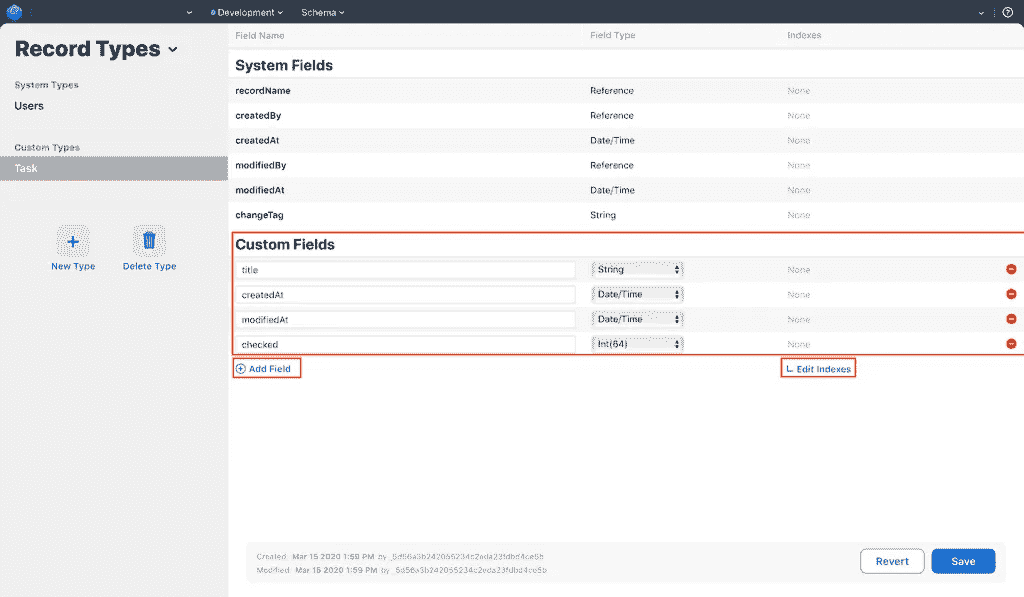 Development Schema
Record Types
System Types
Users
Custom Types
Task
New Type Delete Type
Field Name Field Type Indexes
System Fields
recordName Reference None
createdBy Reference None
createdAt Date/Time None
modifiedBy Reference None
modifiedAt Date/Time None
changeTag String None
Custom Fields
title String None
createdAt Date/Time None
modifiedAt Date/Time None
checked Int(64) None
Add Field Edit Indexes
Created: Mar 15 2020 1:59 PM by
Modified: Mar 15 2020 1:59 PM by
Revert Save